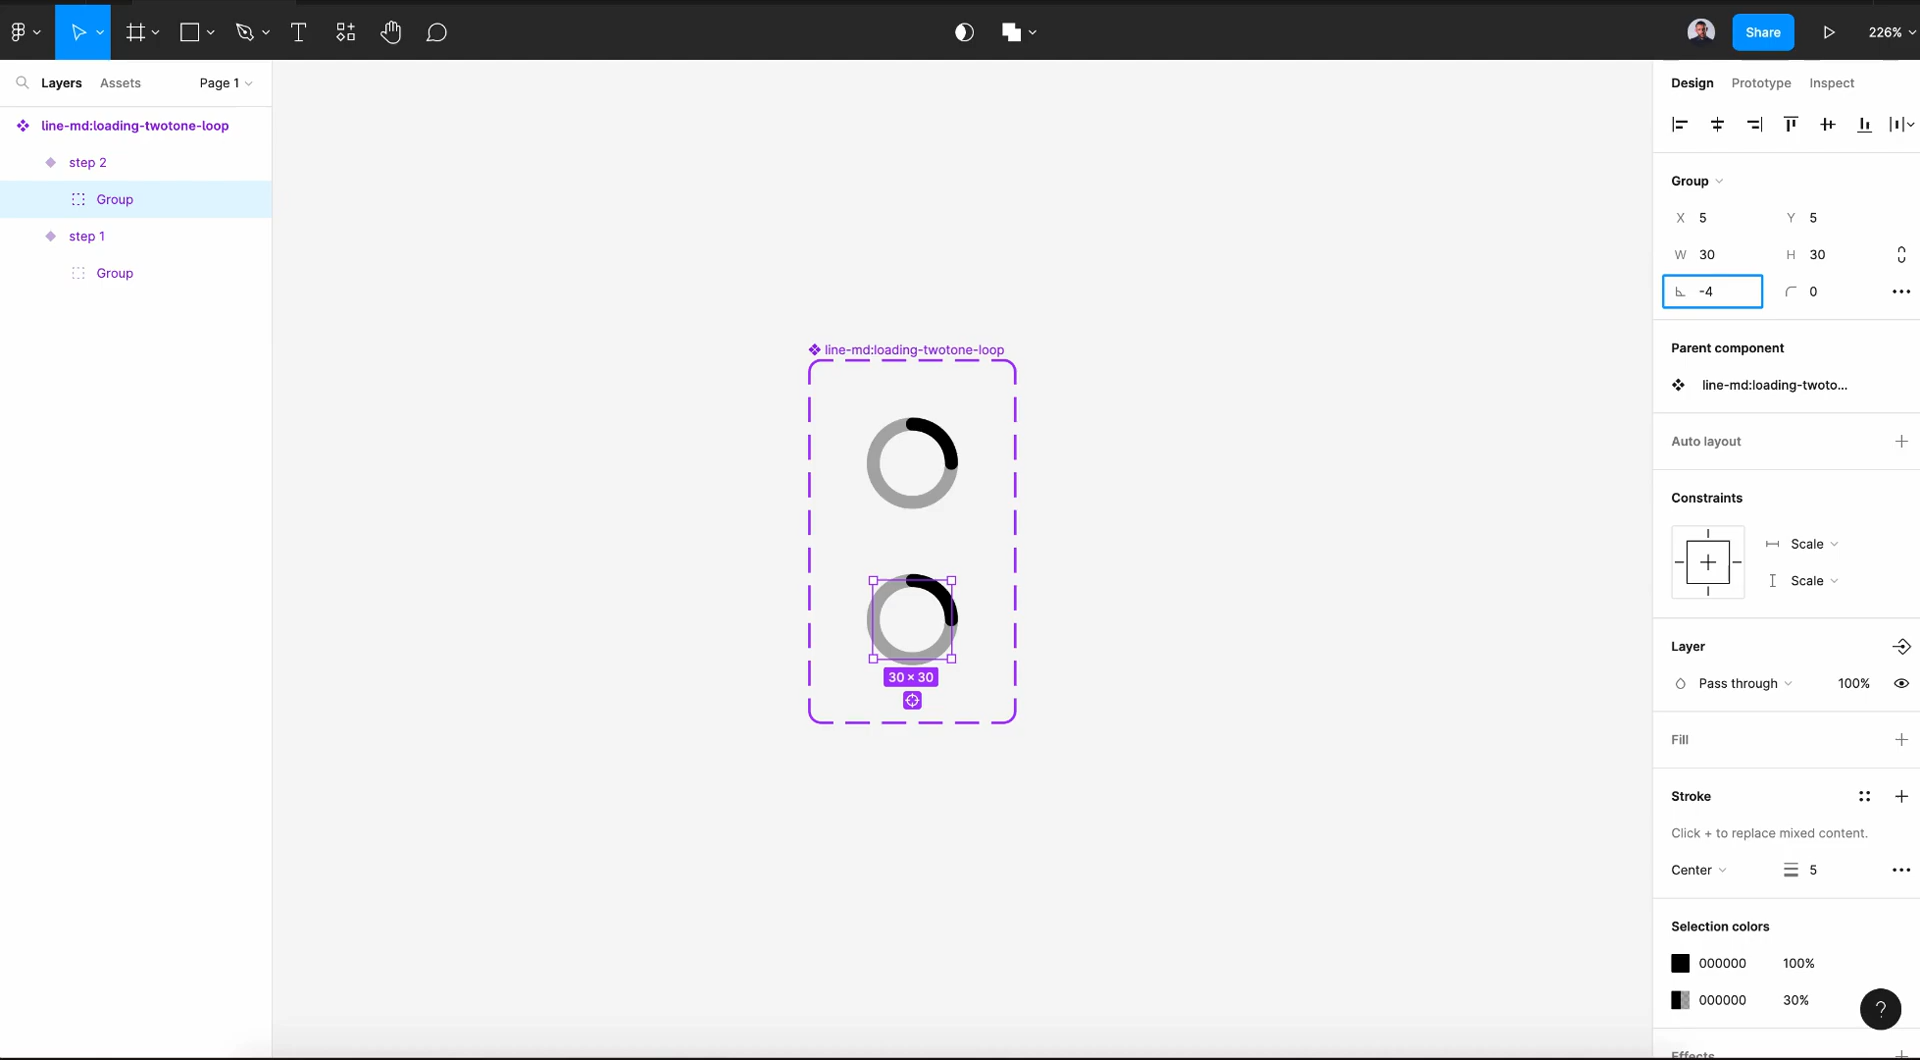 Share
226%
Layers
Assets
Page 1
line-md:loading-twotone-loop
step 2
Group
step 1
Group
line-md:loading-twotone-loop
30 × 30
Design
Prototype
Inspect
Group
X 5
Y 5
W 30
H 30
-4
0
Parent component
line-md:loading-twoto...
Auto layout
Constraints
Scale
Scale
Layer
Pass through
100%
Fill
Stroke
Click + to replace mixed content.
Center
5
Selection colors
000000 100%
000000 30%
?
Effects